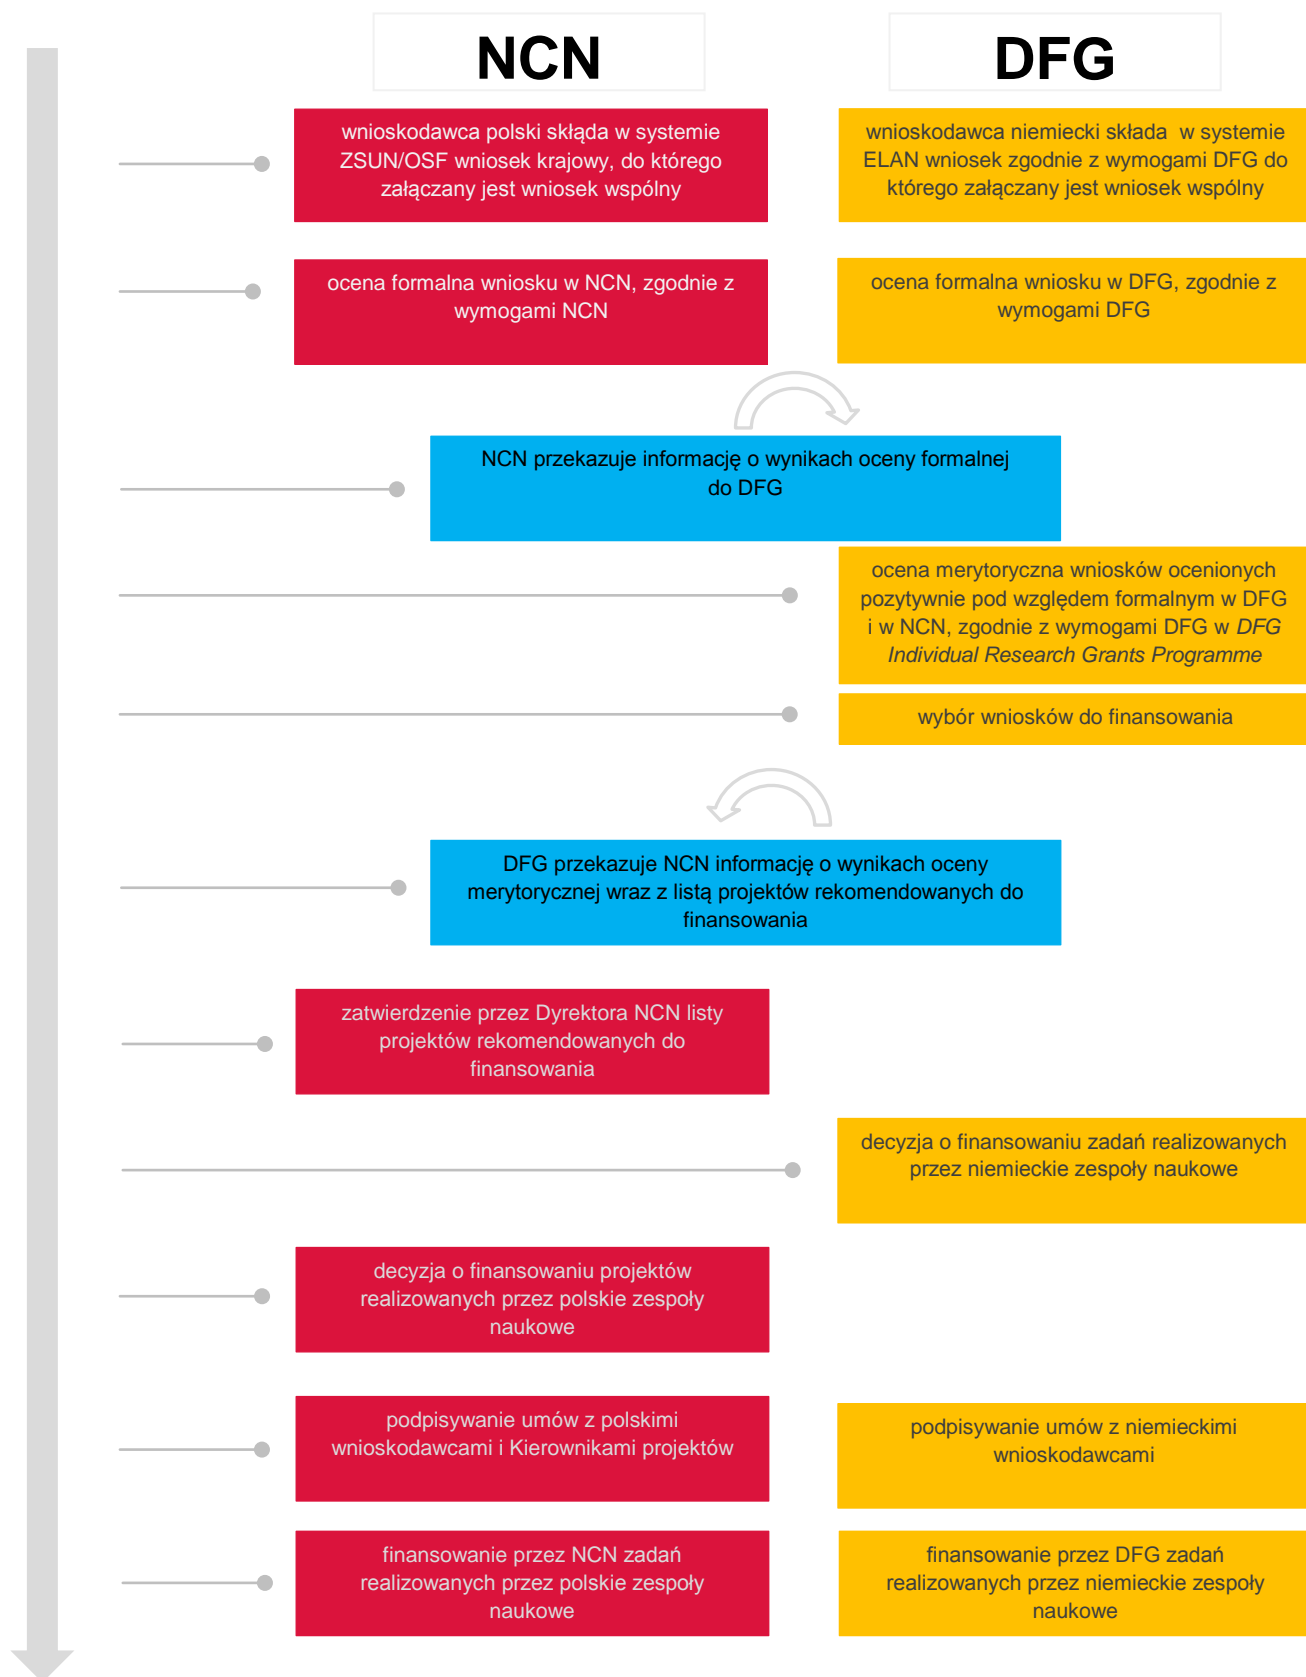 NCN
DFG
wnioskodawca polski skłąda w systemie
ZSUN/OSF wniosek krajowy, do którego
załączany jest wniosek wspólny
wnioskodawca niemiecki składa w systemie
ELAN wniosek zgodnie z wymogami DFG do
którego załączany jest wniosek wspólny
ocena formalna wniosku w NCN, zgodnie z
wymogami NCN
ocena formalna wniosku w DFG, zgodnie z
wymogami DFG
NCN przekazuje informację o wynikach oceny formalnej
do DFG
ocena merytoryczna wniosków ocenionych
pozytywnie pod względem formalnym w DFG
i w NCN, zgodnie z wymogami DFG w DFG
Individual Research Grants Programme
wybór wniosków do finansowania
DFG przekazuje NCN informację o wynikach oceny
merytorycznej wraz z listą projektów rekomendowanych do
finansowania
zatwierdzenie przez Dyrektora NCN listy
projektów rekomendowanych do
finansowania
decyzja o finansowaniu zadań realizowanych
przez niemieckie zespoły naukowe
decyzja o finansowaniu projektów
realizowanych przez polskie zespoły
naukowe
podpisywanie umów z polskimi
wnioskodawcami i Kierownikami projektów
podpisywanie umów z niemieckimi
wnioskodawcami
finansowanie przez NCN zadań
realizowanych przez polskie zespoły
naukowe
finansowanie przez DFG zadań
realizowanych przez niemieckie zespoły
naukowe